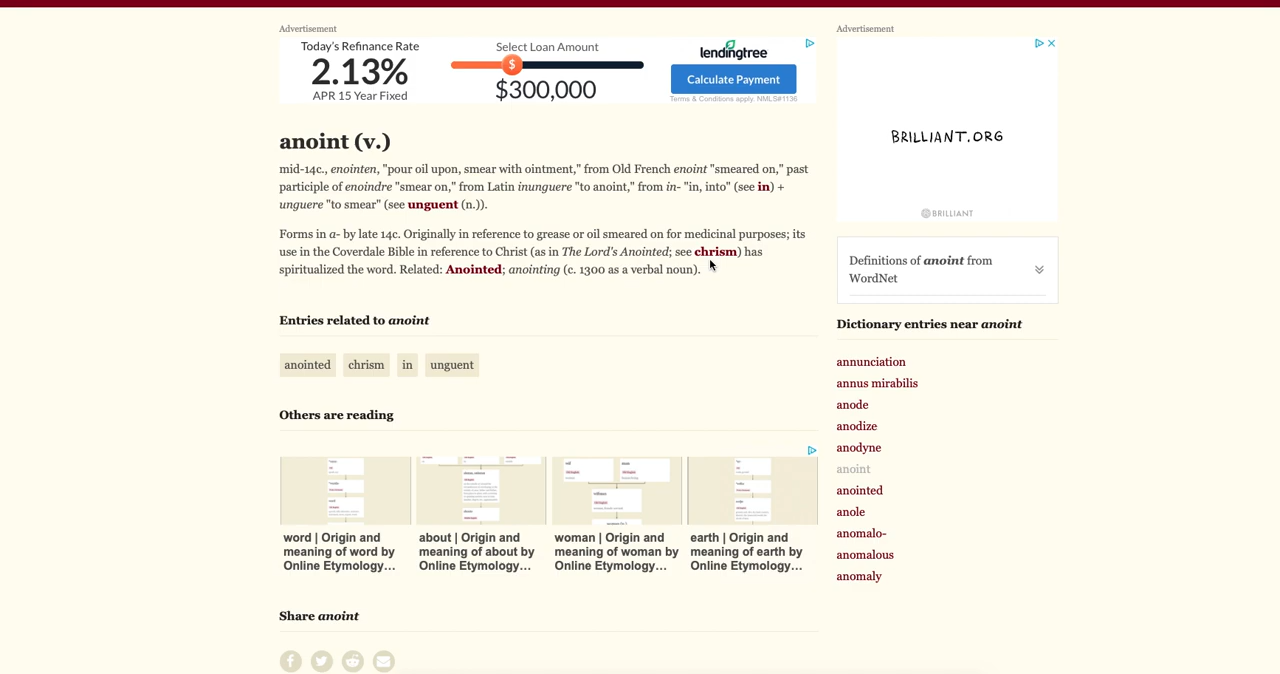 Advertisement
Today's Refinance Rate
2.13%
APR 15 Year Fixed
Select Loan Amount
$
$300,000
lendingtree
Calculate Payment
Terms & Conditions apply. NMLS#1136
anoint (v.)
mid-14c., enointen, "pour oil upon, smear with ointment," from Old French enoint "smeared on," past
participle of enoindre "smear on," from Latin inunguere "to anoint," from in- "in, into" (see in) +
unguere "to smear" (see unguent (n.)).
Forms in a- by late 14c. Originally in reference to grease or oil smeared on for medicinal purposes; its
use in the Coverdale Bible in reference to Christ (as in The Lord's Anointed; see chrism) has
spiritualized the word. Related: Anointed; anointing (c. 1300 as a verbal noun).
Entries related to anoint
anointed chrism in unguent
Others are reading
word | Origin and
meaning of word by
Online Etymology...
about | Origin and
meaning of about by
Online Etymology...
woman | Origin and
meaning of woman by
Online Etymology...
earth | Origin and
meaning of earth by
Online Etymology...
Share anoint
Advertisement
BRILLIANT.ORG
BRILLIANT
Definitions of anoint from
WordNet
Dictionary entries near anoint
annunciation
annus mirabilis
anode
anodize
anodyne
anoint
anointed
anole
anomalo-
anomalous
anomaly